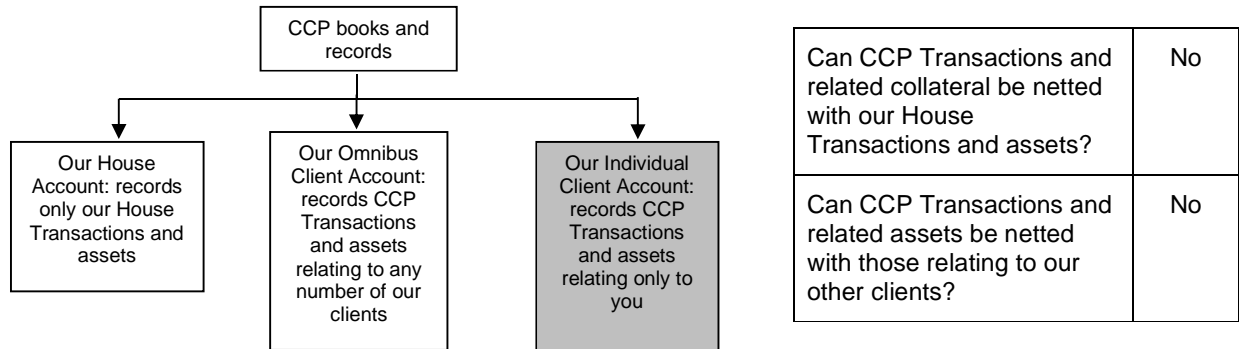 CCP books and
records
Our House
Account: records
only our House
Transactions and
assets
Our Omnibus
Client Account:
records CCP
Transactions
and assets
relating to any
number of our
clients
Our Individual
Client Account:
records CCP
Transactions
and assets
relating only to
you
Can CCP Transactions and
related collateral be netted
with our House
Transactions and assets?
No
Can CCP Transactions and
related assets be netted
with those relating to our
other clients?
No